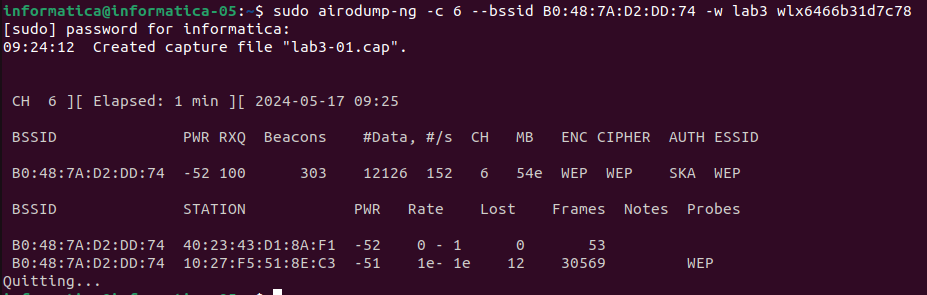 informatica@informatica-05:~$ sudo airodump-ng -c 6 --bssid B0:48:7A:D2:DD:74 -w lab3 wlx6466b31d7c78
[sudo] password for informatica:
09:24:12  Created capture file "lab3-01.cap".
CH  6 ][ Elapsed: 1 min ][ 2024-05-17 09:25
BSSID              PWR RXQ  Beacons    #Data, #/s  CH   MB   ENC CIPHER  AUTH ESSID
B0:48:7A:D2:DD:74  -52 100      303    12126  152   6   54e  WEP  WEP    SKA  WEP
BSSID              STATION            PWR   Rate    Lost    Frames  Notes  Probes
B0:48:7A:D2:DD:74  40:23:43:D1:8A:F1  -52    0 - 1      0       53
B0:48:7A:D2:DD:74  10:27:F5:51:8E:C3  -51    1e- 1e    12    30569         WEP
Quitting...